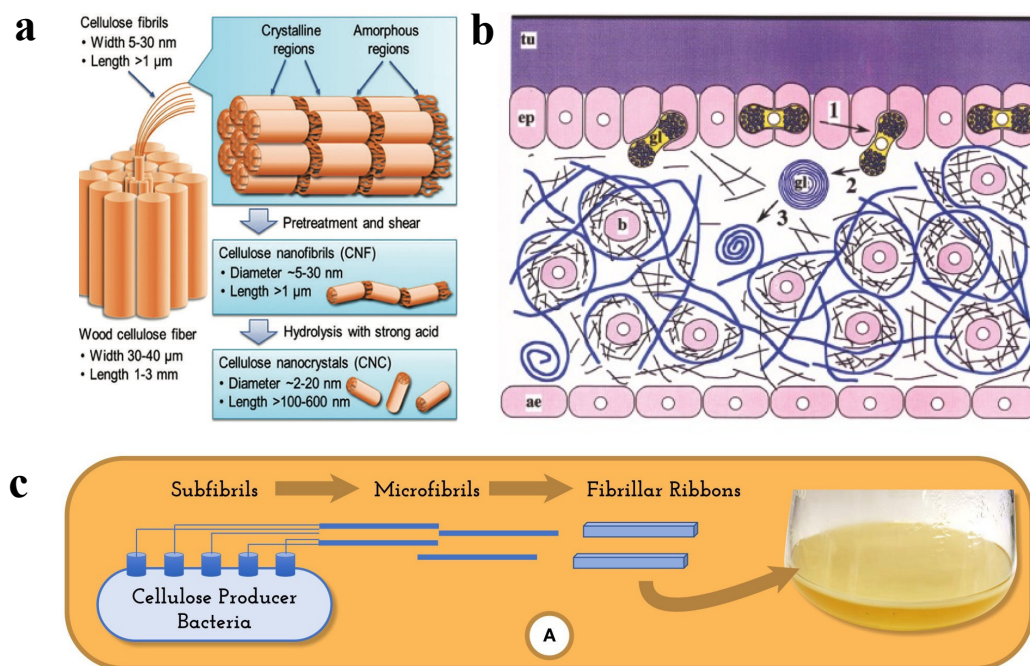 a
Cellulose fibrils
• Width 5-30 nm
• Length >1 µm
Crystalline
regions
Amorphous
regions
Pretreatment and shear
Cellulose nanofibrils (CNF)
• Diameter ~5-30 nm
• Length >1 µm
Hydrolysis with strong acid
Wood cellulose fiber
• Width 30-40 µm
• Length 1-3 mm
Cellulose nanocrystals (CNC)
• Diameter ~2-20 nm
• Length >100-600 nm
b
tu
ep
1
gl
2
gl
3
b
ae
c
Subfibrils
Microfibrils
Fibrillar Ribbons
Cellulose Producer
Bacteria
A